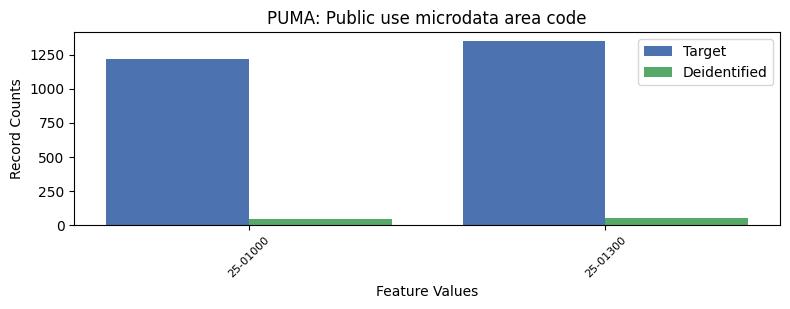 PUMA: Public use microdata area code
Target
Deidentified
Record Counts
1250
1000
750
500
250
0
25-01000
25-01300
Feature Values